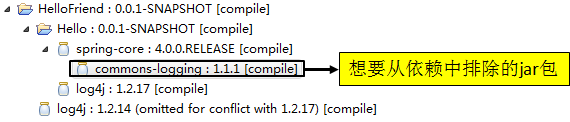 HelloFriend : 0.0.1-SNAPSHOT [compile]
Hello : 0.0.1-SNAPSHOT [compile]
spring-core : 4.0.0.RELEASE [compile]
commons-logging : 1.1.1 [compile]
想要从依赖中排除的jar包
log4j : 1.2.17 [compile]
log4j : 1.2.14 (omitted for conflict with 1.2.17) [compile]